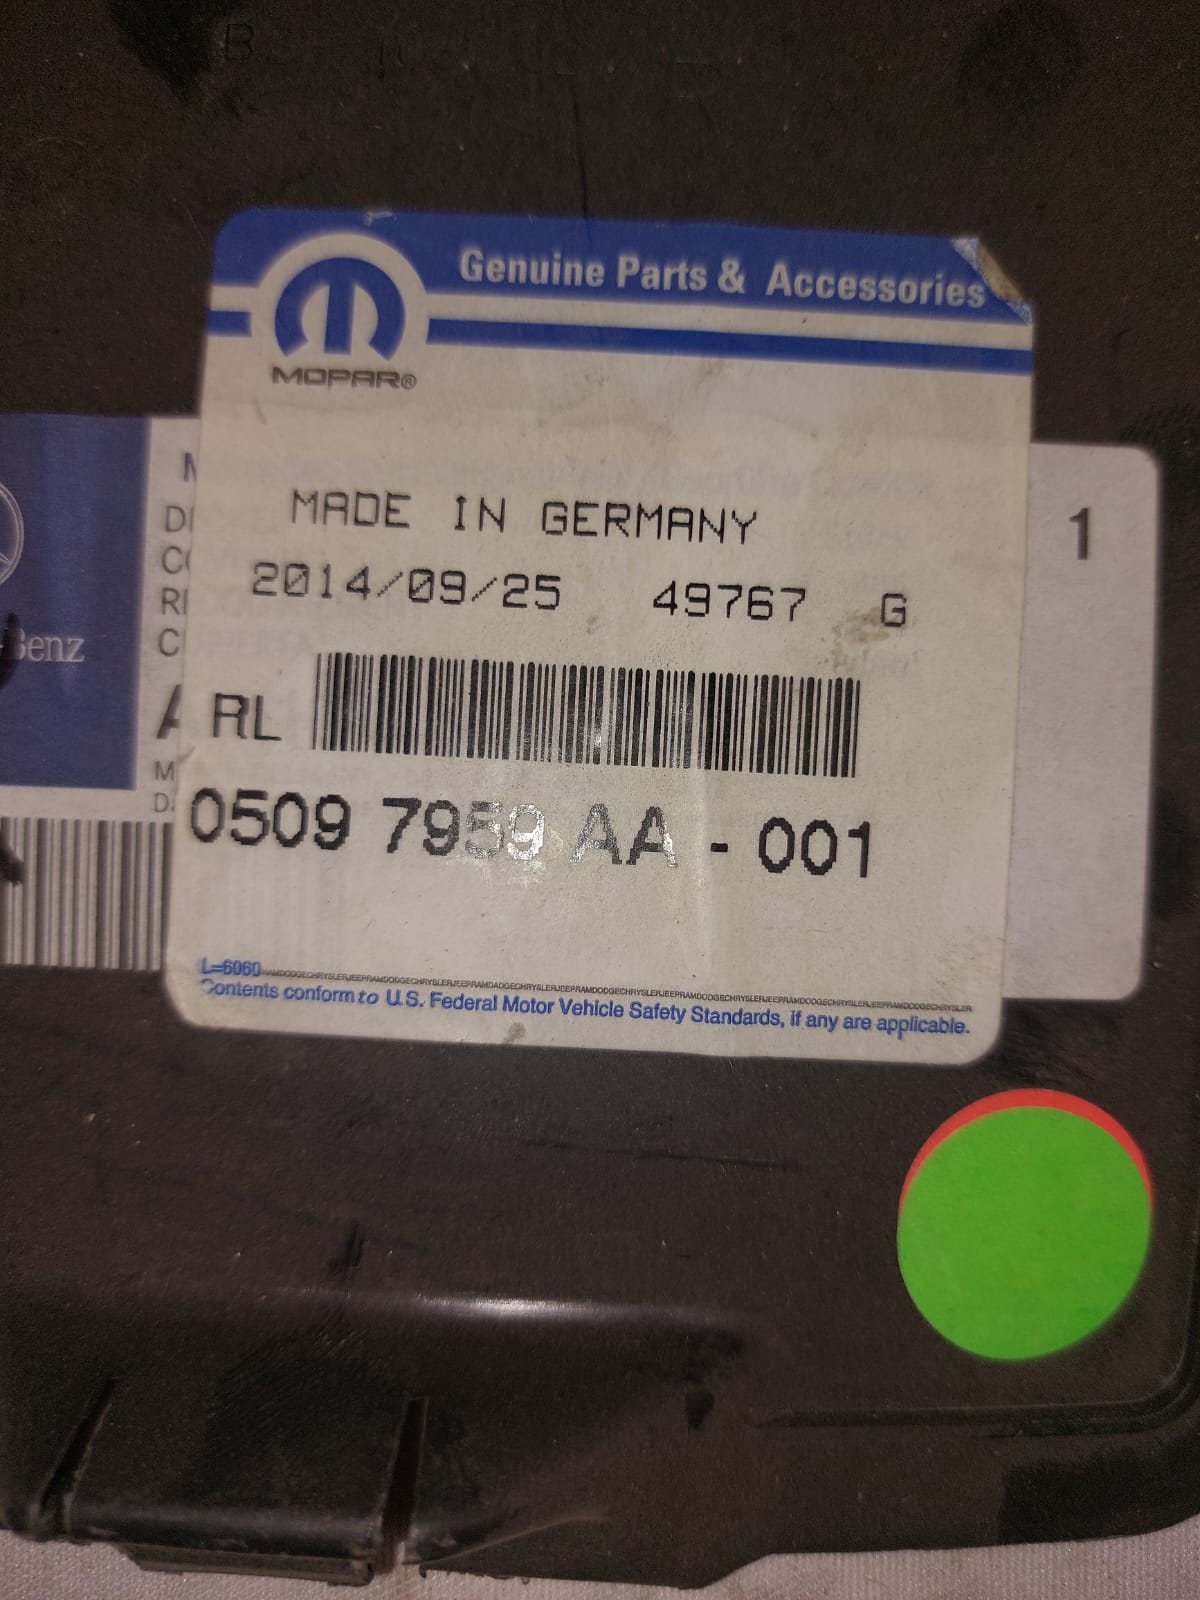 Genuine Parts & Accessories
MOPAR®
MADE IN GERMANY
1
2014/09/25 49767 G
Benz
RL
0509 7959 AA - 001
L=6060
Contents conform to U.S. Federal Motor Vehicle Safety Standards, if any are applicable.